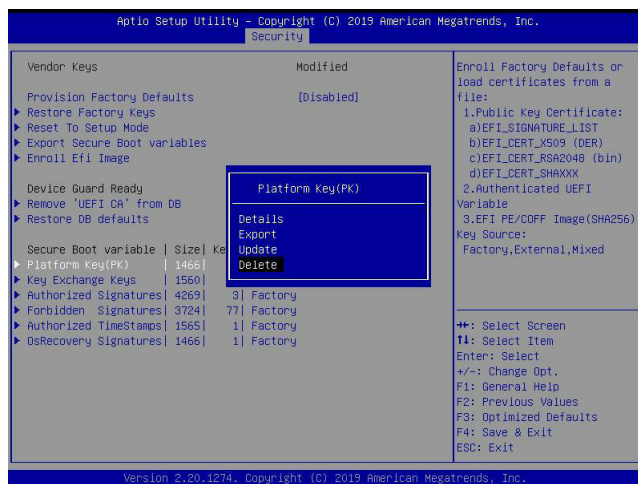 Aptio Setup Utility – Copyright (C) 2019 American Megatrends, Inc.
Security
Vendor Keys Modified
Provision Factory Defaults [Disabled]
Restore Factory Keys
Reset To Setup Mode
Export Secure Boot variables
Enroll Efi Image
Device Guard Ready
Remove 'UEFI CA' from DB
Restore DB defaults
Secure Boot variable | Size| Ke
Platform Key(PK) | 1466|
Key Exchange Keys | 1560|
Authorized Signatures| 4269| 3| Factory
Forbidden Signatures| 3724| 77| Factory
Authorized TimeStamps| 1565| 1| Factory
OsRecovery Signatures| 1466| 1| Factory
Platform Key(PK)
Details
Export
Update
Delete
Enroll Factory Defaults or
load certificates from a
file:
1.Public Key Certificate:
a)EFI_SIGNATURE_LIST
b)EFI_CERT_X509 (DER)
c)EFI_CERT_RSA2048 (bin)
d)EFI_CERT_SHAXXX
2.Authenticated UEFI
Variable
3.EFI PE/COFF Image(SHA256)
Key Source:
Factory,External,Mixed
→←: Select Screen
↑↓: Select Item
Enter: Select
+/-: Change Opt.
F1: General Help
F2: Previous Values
F3: Optimized Defaults
F4: Save & Exit
ESC: Exit
Version 2.20.1274. Copyright (C) 2019 American Megatrends, Inc.